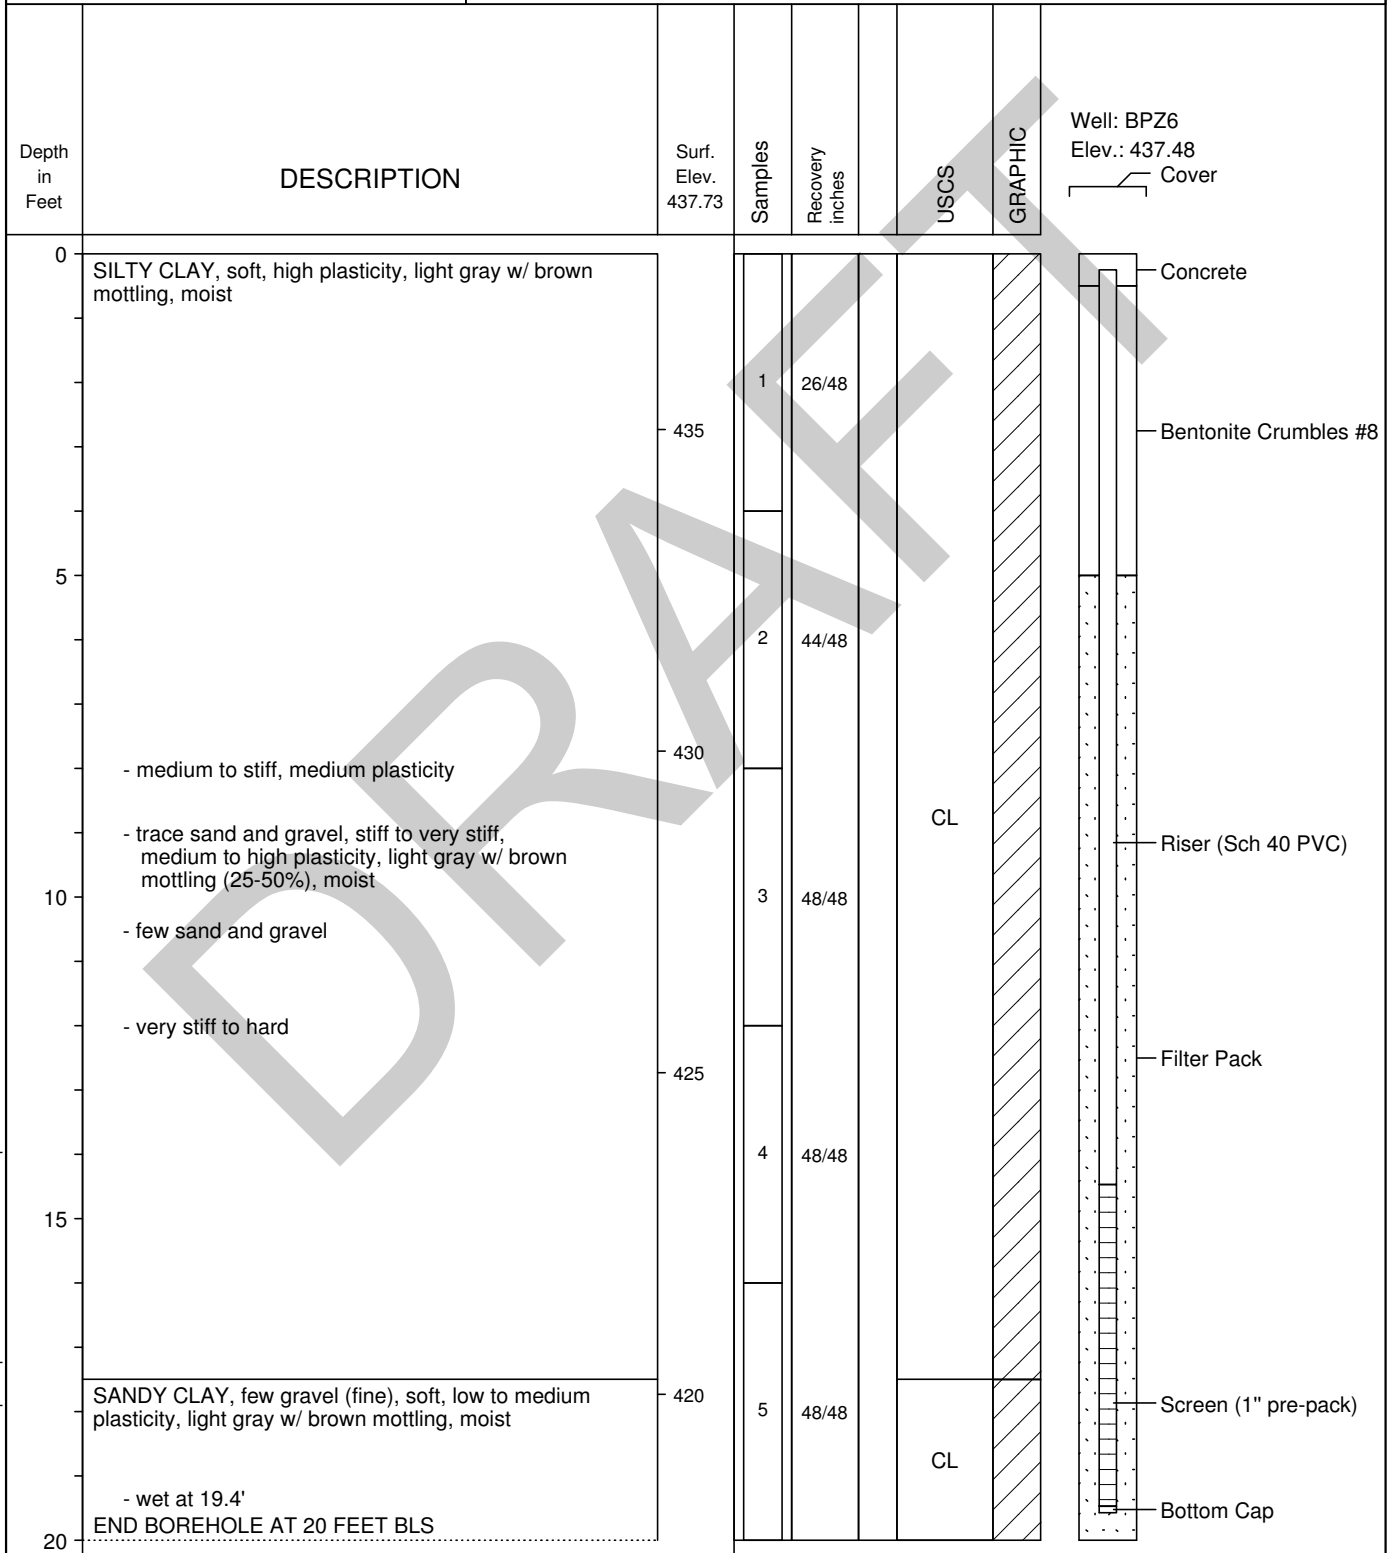 Depth
in
Feet
DESCRIPTION
Surf.
Elev.
437.73
Samples
Recovery
inches
USCS
GRAPHIC
Well: BPZ6
Elev.: 437.48
Cover
0
SILTY CLAY, soft, high plasticity, light gray w/ brown
mottling, moist
Concrete
1
26/48
435
Bentonite Crumbles #8
5
2
44/48
430
- medium to stiff, medium plasticity
CL
- trace sand and gravel, stiff to very stiff,
medium to high plasticity, light gray w/ brown
mottling (25-50%), moist
Riser (Sch 40 PVC)
10
3
48/48
- few sand and gravel
- very stiff to hard
Filter Pack
425
4
48/48
15
SANDY CLAY, few gravel (fine), soft, low to medium
plasticity, light gray w/ brown mottling, moist
420
5
48/48
Screen (1" pre-pack)
CL
- wet at 19.4'
Bottom Cap
END BOREHOLE AT 20 FEET BLS
20
DRAFT